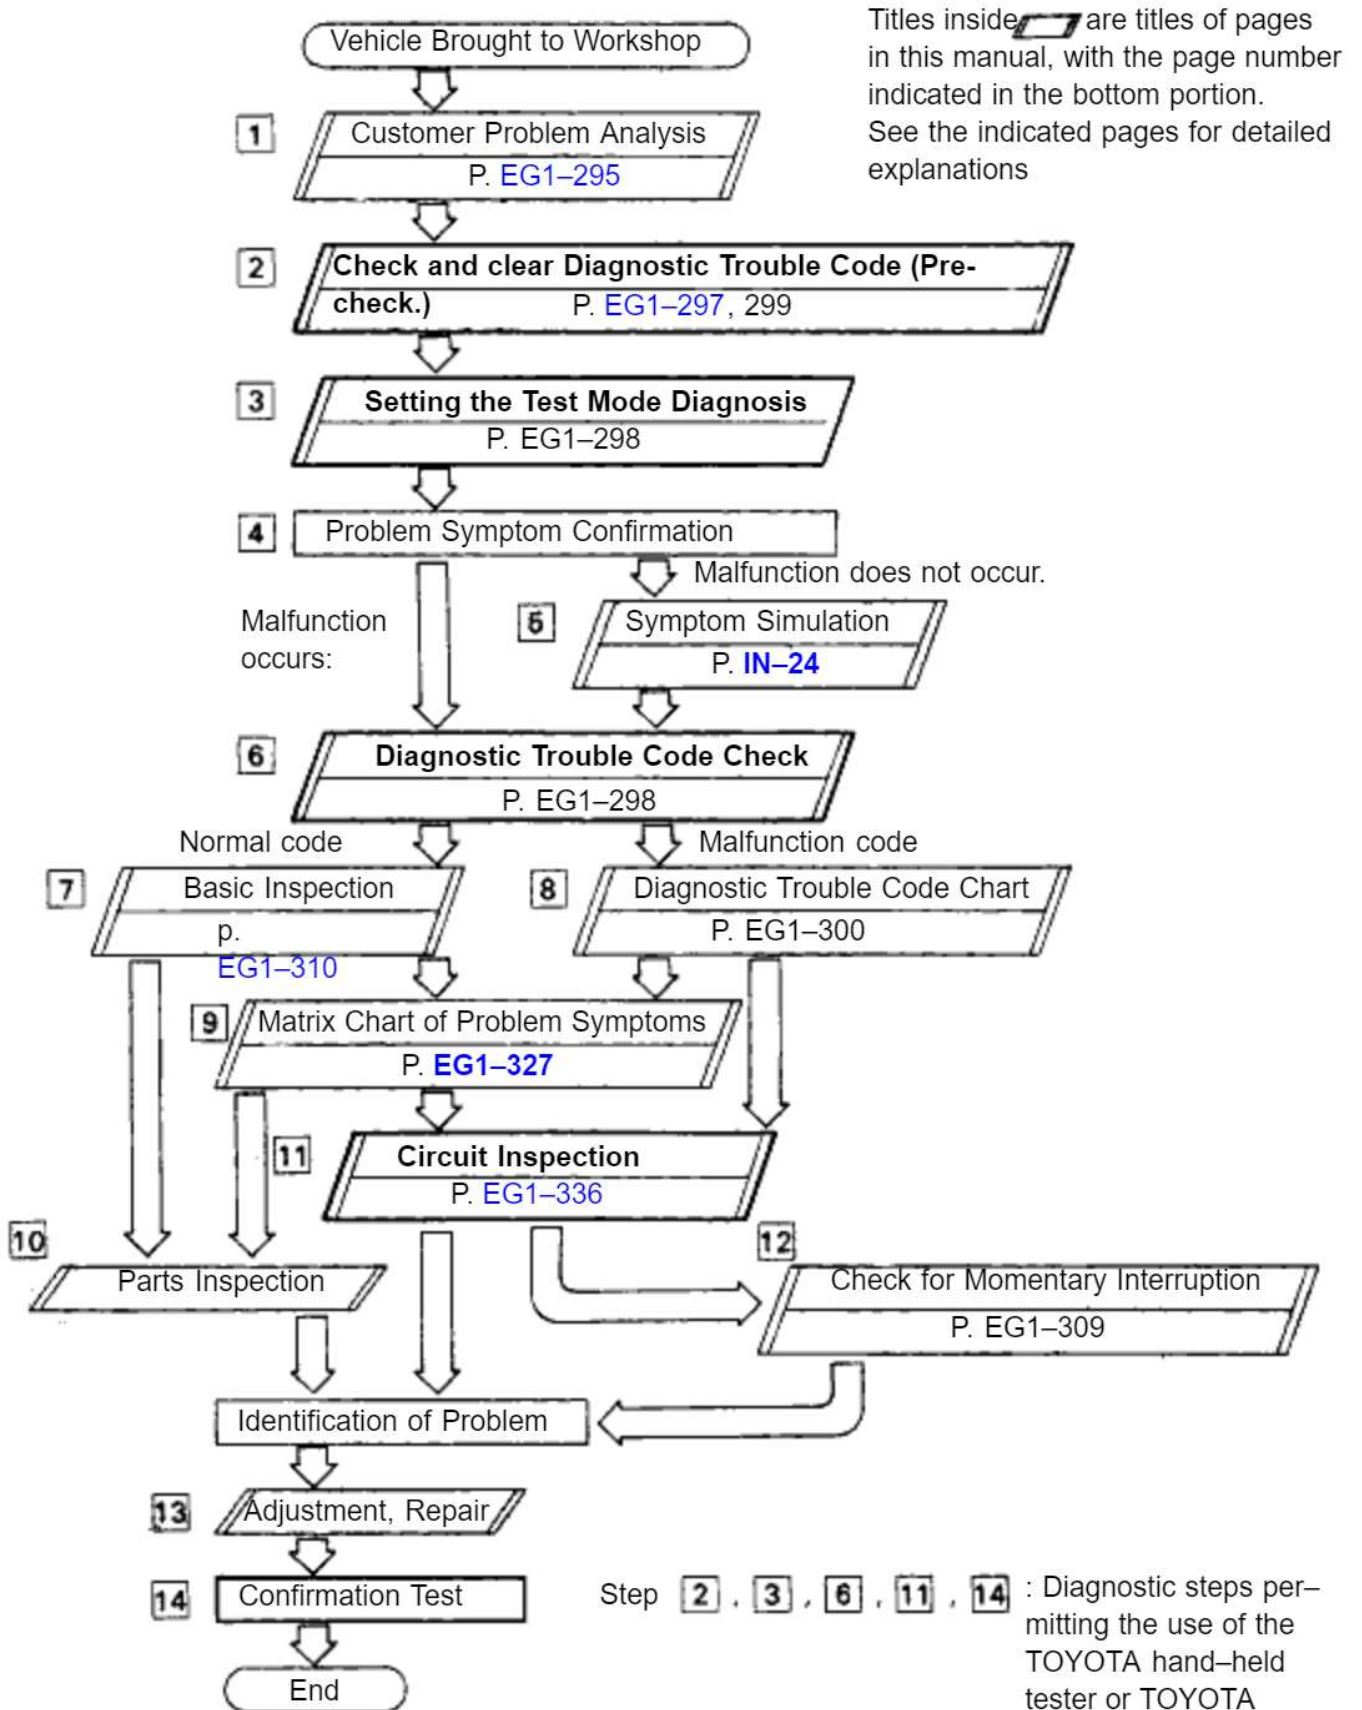 Vehicle Brought to Workshop
Titles inside are titles of pages
in this manual, with the page number
indicated in the bottom portion.
See the indicated pages for detailed
explanations
1
Customer Problem Analysis
P. EG1–295
2
Check and clear Diagnostic Trouble Code (Pre-
check.) P. EG1–297, 299
3
Setting the Test Mode Diagnosis
P. EG1–298
4
Problem Symptom Confirmation
Malfunction does not occur.
Malfunction
occurs:
5
Symptom Simulation
P. IN–24
6
Diagnostic Trouble Code Check
P. EG1–298
Normal code
Malfunction code
7
Basic Inspection
p.
EG1–310
8
Diagnostic Trouble Code Chart
P. EG1–300
9
Matrix Chart of Problem Symptoms
P. EG1–327
11
Circuit Inspection
P. EG1–336
10
Parts Inspection
12
Check for Momentary Interruption
P. EG1–309
Identification of Problem
13
Adjustment, Repair
14
Confirmation Test
End
Step 2 , 3 , 6 , 11 , 14 : Diagnostic steps per–
mitting the use of the
TOYOTA hand–held
tester or TOYOTA